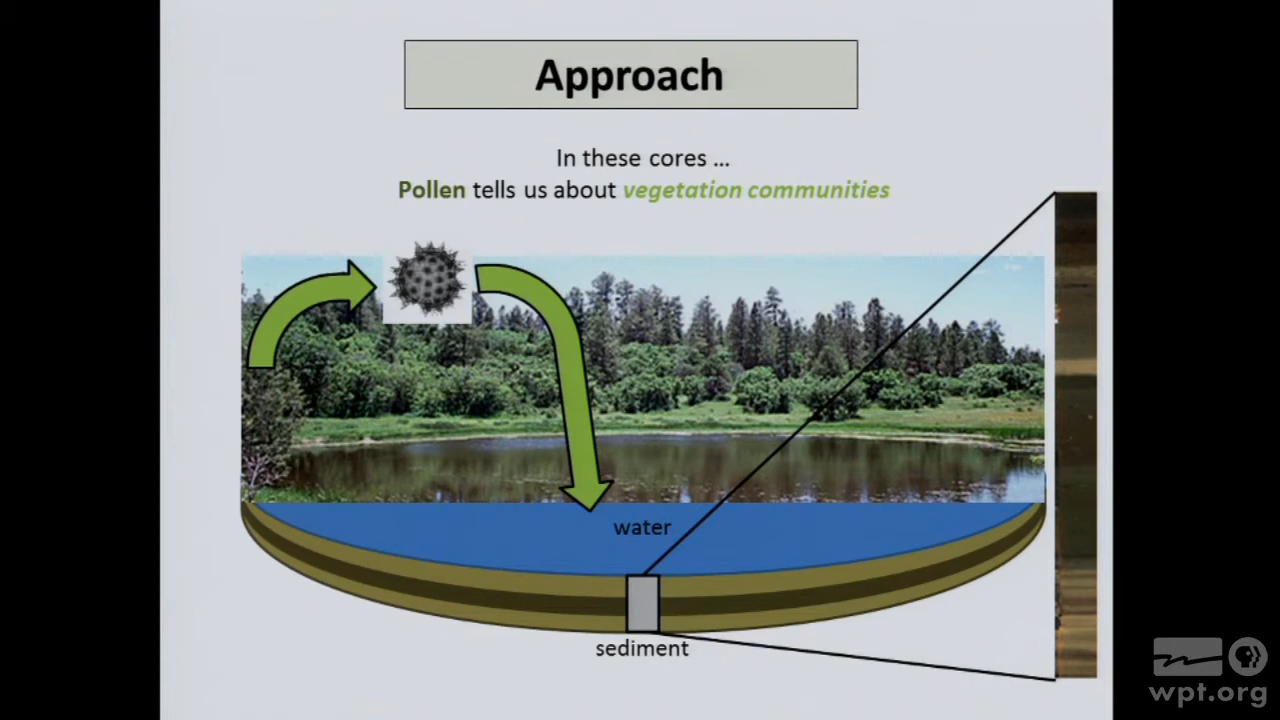 Approach
In these cores ...
Pollen tells us about vegetation communities
water
sediment
wpt.org